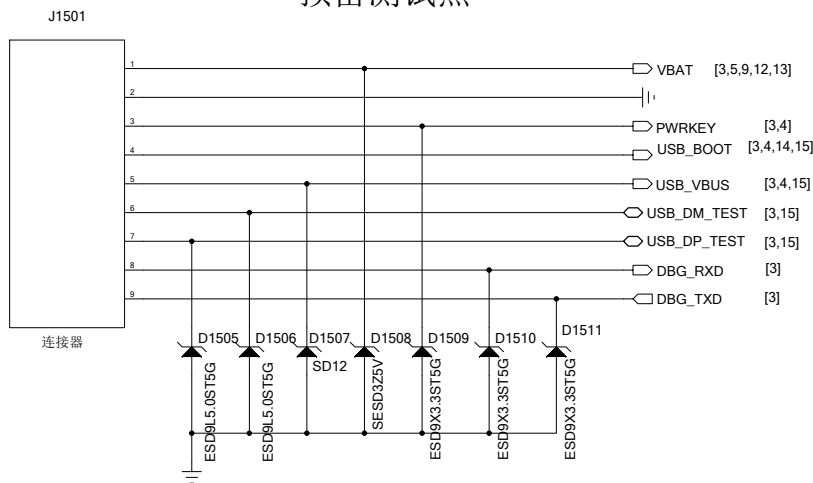 J1501
1
VBAT [3,5,9,12,13]
2
3
PWRKEY [3,4]
4
USB_BOOT [3,4,14,15]
5
USB_VBUS [3,4,15]
6
USB_DM_TEST [3,15]
7
USB_DP_TEST [3,15]
8
DBG_RXD [3]
9
DBG_TXD [3]
连接器
D1505
ESD9L5.0ST5G
D1506
ESD9L5.0ST5G
D1507
SD12
D1508
SESD3Z5V
D1509
ESD9X3.3ST5G
D1510
ESD9X3.3ST5G
D1511
ESD9X3.3ST5G